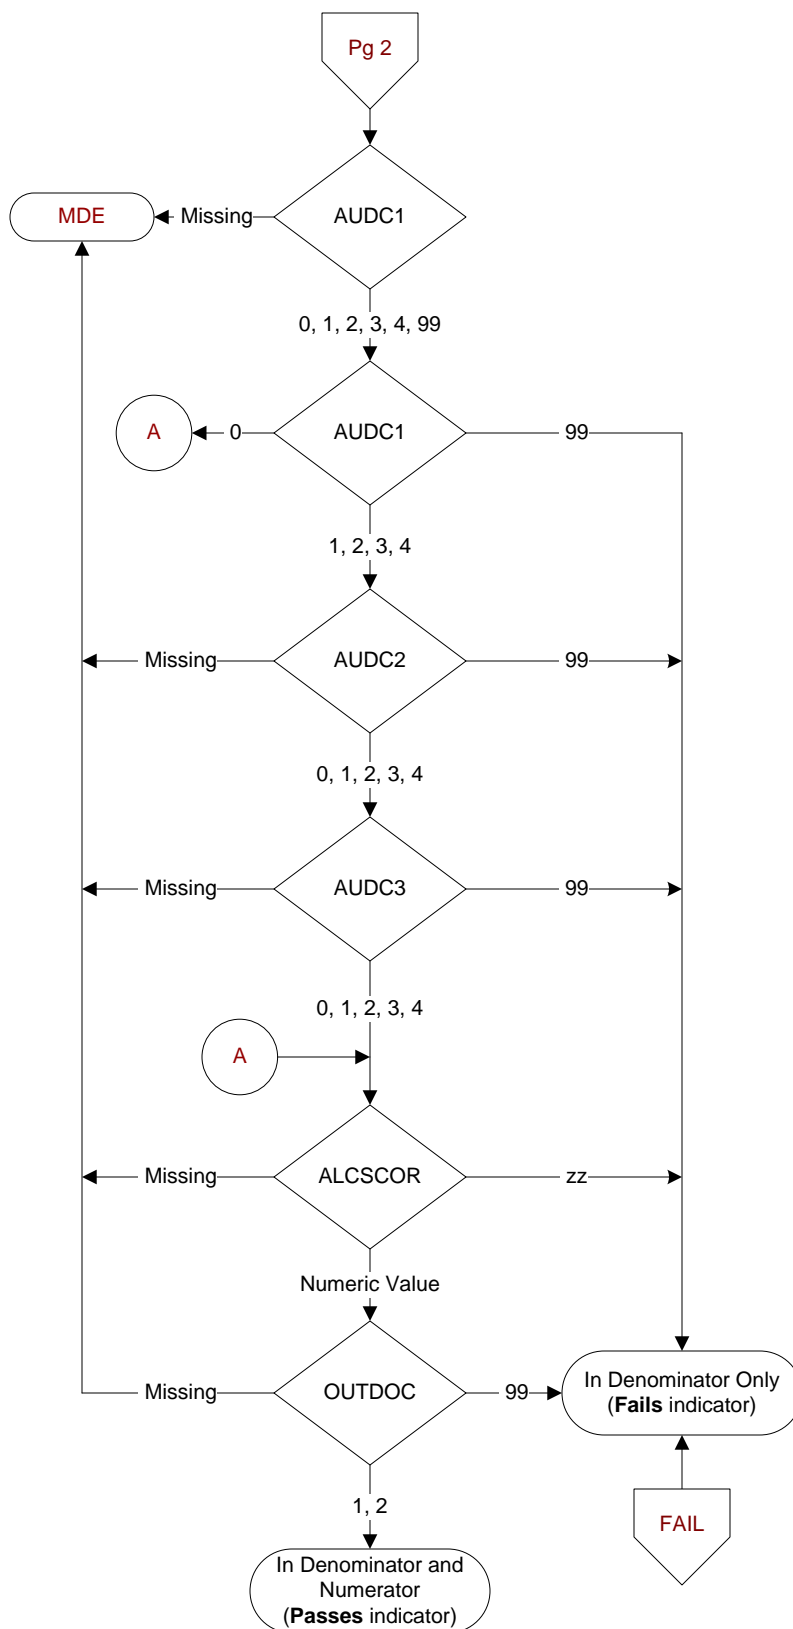 Pg 2
AUDC1
Missing
MDE
0, 1, 2, 3, 4, 99
A
0
AUDC1
99
1, 2, 3, 4
Missing
AUDC2
99
0, 1, 2, 3, 4
Missing
AUDC3
99
0, 1, 2, 3, 4
A
Missing
ALCSCOR
zz
Numeric Value
Missing
OUTDOC
99
In Denominator Only
(Fails indicator)
1, 2
FAIL
In Denominator and
Numerator
(Passes indicator)